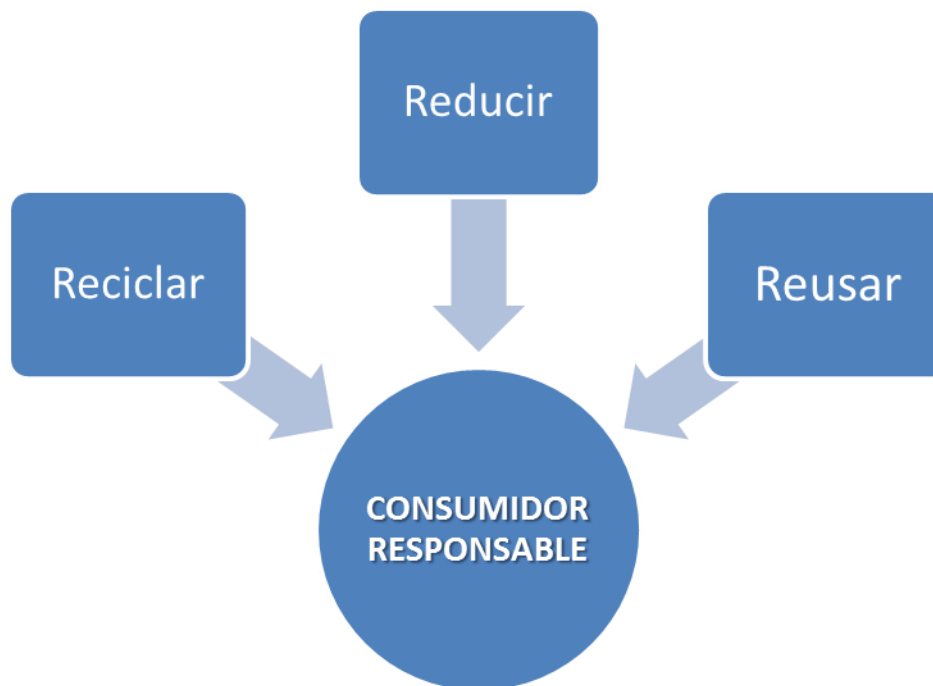 Reducir
Reciclar
Reusar
CONSUMIDOR
RESPONSABLE